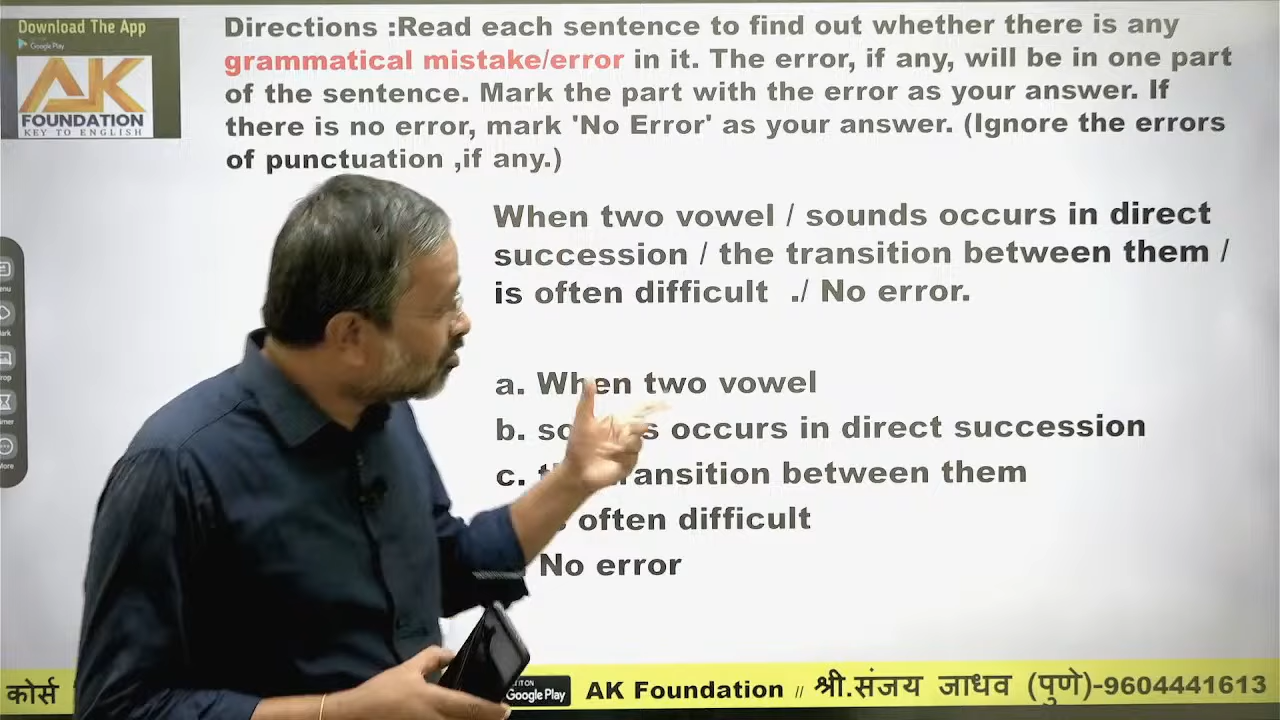 Download The App
Google Play
AK
FOUNDATION
KEY TO ENGLISH
Directions :Read each sentence to find out whether there is any
grammatical mistake/error in it. The error, if any, will be in one part
of the sentence. Mark the part with the error as your answer. If
there is no error, mark 'No Error' as your answer. (Ignore the errors
of punctuation ,if any.)
When two vowel / sounds occurs in direct
succession / the transition between them /
is often difficult ./ No error.
a. When two vowel
b. occurs in direct succession
c. between them
often difficult
No error
More
कोर्स
Google Play
AK Foundation // श्री.संजय जाधव (पुणे)-9604441613